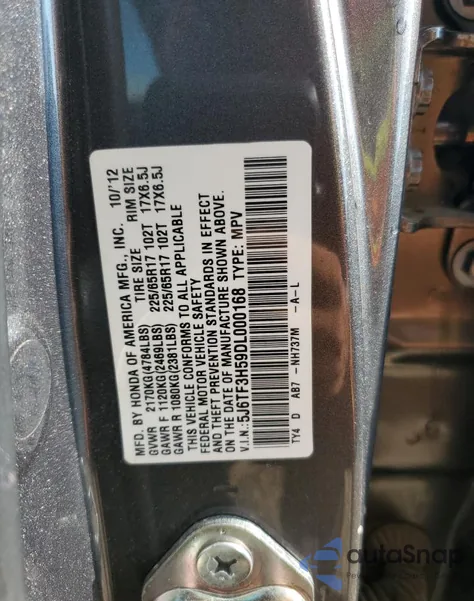 MFD. BY HONDA OF AMERICA MFG., INC. 10/'12
TIRE SIZE RIM SIZE
GVWR 2170KG(4784LBS)
GAWR F 1120KG(2469LBS) 225/65R17 102T 17X6.5J
GAWR R 1080KG(2381LBS) 225/65R17 102T 17X6.5J
THIS VEHICLE CONFORMS TO ALL APPLICABLE
FEDERAL MOTOR VEHICLE SAFETY
AND THEFT PREVENTION STANDARDS IN EFFECT
ON THE DATE OF MANUFACTURE SHOWN ABOVE.
V.I.N.: 5J6TF3H59DL000168 TYPE: MPV
TY4 D AB7 -NH737M -A-L
autoSnap